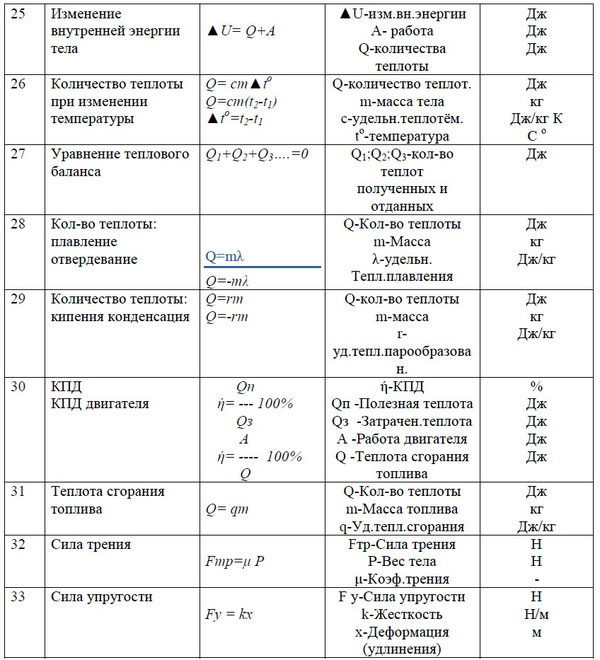 25 Изменение ▲U-изм.вн.энергии Дж
внутренней энергии ▲U= Q+A А- работа Дж
тела Q-количества Дж
теплоты
26 Количество теплоты Q= cm▲tº Q-количество теплот. Дж
при изменении Q=cm(t₂-t₁) m-масса тела кг
температуры ▲tº=t₂-t₁ с-удельн.теплотём. Дж/кг К
tº-температура С º
27 Уравнение теплового Q₁+Q₂+Q₃….=0 Q₁;Q₂;Q₃-кол-во Дж
баланса теплот
полученных и
отданных
28 Кол-во теплоты: Q-Кол-во теплоты Дж
плавление m-Масса кг
отвердевание Q=mλ λ-удельн. Дж/кг
Q=-mλ Тепл.плавления
29 Количество теплоты: Q=rm Q-кол-во теплоты Дж
кипения конденсация Q=-rm m-масса кг
r- Дж/кг
уд.тепл.парообразова
н.
30 КПД Qп ή-КПД %
КПД двигателя ή= --- 100% Qп -Полезная теплота Дж
Qз Qз -Затрачен.теплота Дж
A А -Работа двигателя Дж
ή= ---- 100% Q -Теплота сгорания Дж
Q топлива
31 Теплота сгорания Q-Кол-во теплоты Дж
топлива Q= qm m-Масса топлива кг
q-Уд.тепл.сгорания Дж/кг
32 Сила трения Fтр-Сила трения Н
Fтр=μ P P-Вес тела Н
μ-Коэф.трения -
33 Сила упругости F у-Сила упругости Н
Fу = kx k-Жесткость Н/м
х-Деформация м
(удлинения)